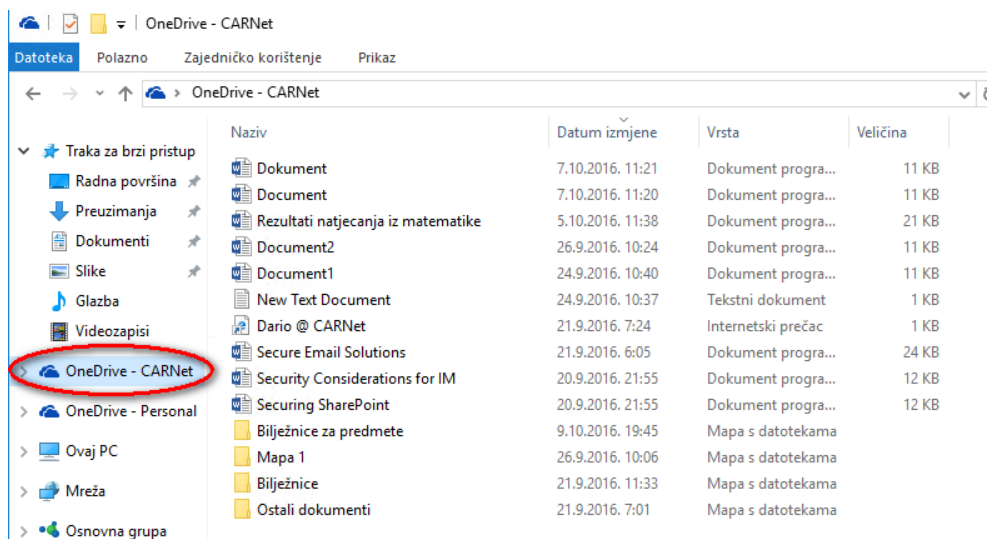 OneDrive - CARNet
Datoteka Polazno Zajedničko korištenje Prikaz
OneDrive - CARNet
Naziv Datum izmjene Vrsta Veličina
Traka za brzi pristup
Radna površina
Preuzimanja
Dokumenti
Slike
Glazba
Videozapisi
OneDrive - CARNet
OneDrive - Personal
Ovaj PC
Mreža
Osnovna grupa
Dokument 7.10.2016. 11:21 Dokument progra... 11 KB
Document 7.10.2016. 11:20 Dokument progra... 11 KB
Rezultati natjecanja iz matematike 5.10.2016. 11:38 Dokument progra... 21 KB
Document2 26.9.2016. 10:24 Dokument progra... 11 KB
Document1 24.9.2016. 10:40 Dokument progra... 11 KB
New Text Document 24.9.2016. 10:37 Tekstni dokument 1 KB
Dario @ CARNet 21.9.2016. 7:24 Internetski prečac 1 KB
Secure Email Solutions 21.9.2016. 6:05 Dokument progra... 24 KB
Security Considerations for IM 20.9.2016. 21:55 Dokument progra... 12 KB
Securing SharePoint 20.9.2016. 21:55 Dokument progra... 12 KB
Bilježnice za predmete 9.10.2016. 19:45 Mapa s datotekama
Mapa 1 26.9.2016. 10:06 Mapa s datotekama
Bilježnice 21.9.2016. 11:33 Mapa s datotekama
Ostali dokumenti 21.9.2016. 7:01 Mapa s datotekama